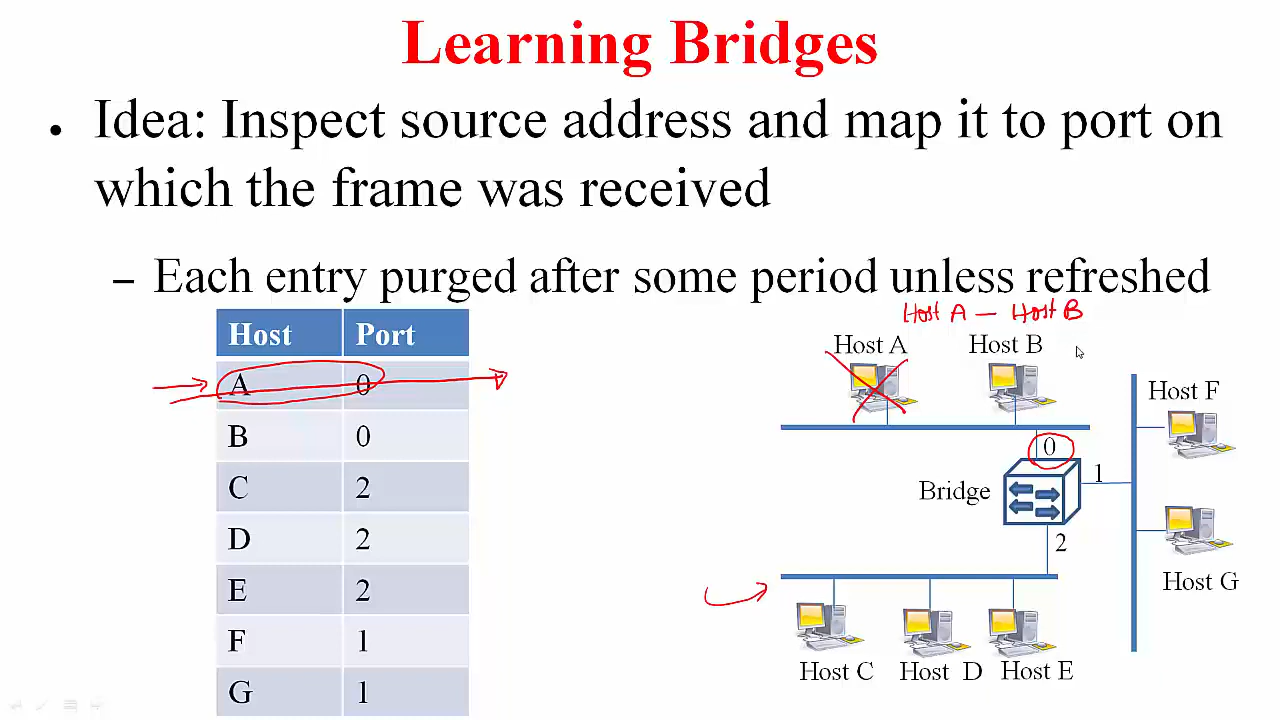 Learning Bridges
• Idea: Inspect source address and map it to port on
which the frame was received
– Each entry purged after some period unless refreshed
Host Port
A 0
B 0
C 2
D 2
E 2
F 1
G 1
Host A – Host B
Host A Host B
Host F
0
1
Bridge
2
Host G
Host C Host D Host E